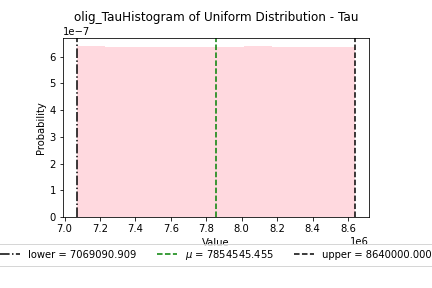 olig_TauHistogram of Uniform Distribution - Tau
1e−7
6
5
4
3
2
1
0
Probability
7.0 7.2 7.4 7.6 7.8 8.0 8.2 8.4 8.6
Value
1e6
lower = 7069090.909 μ = 7854545.455 upper = 8640000.000